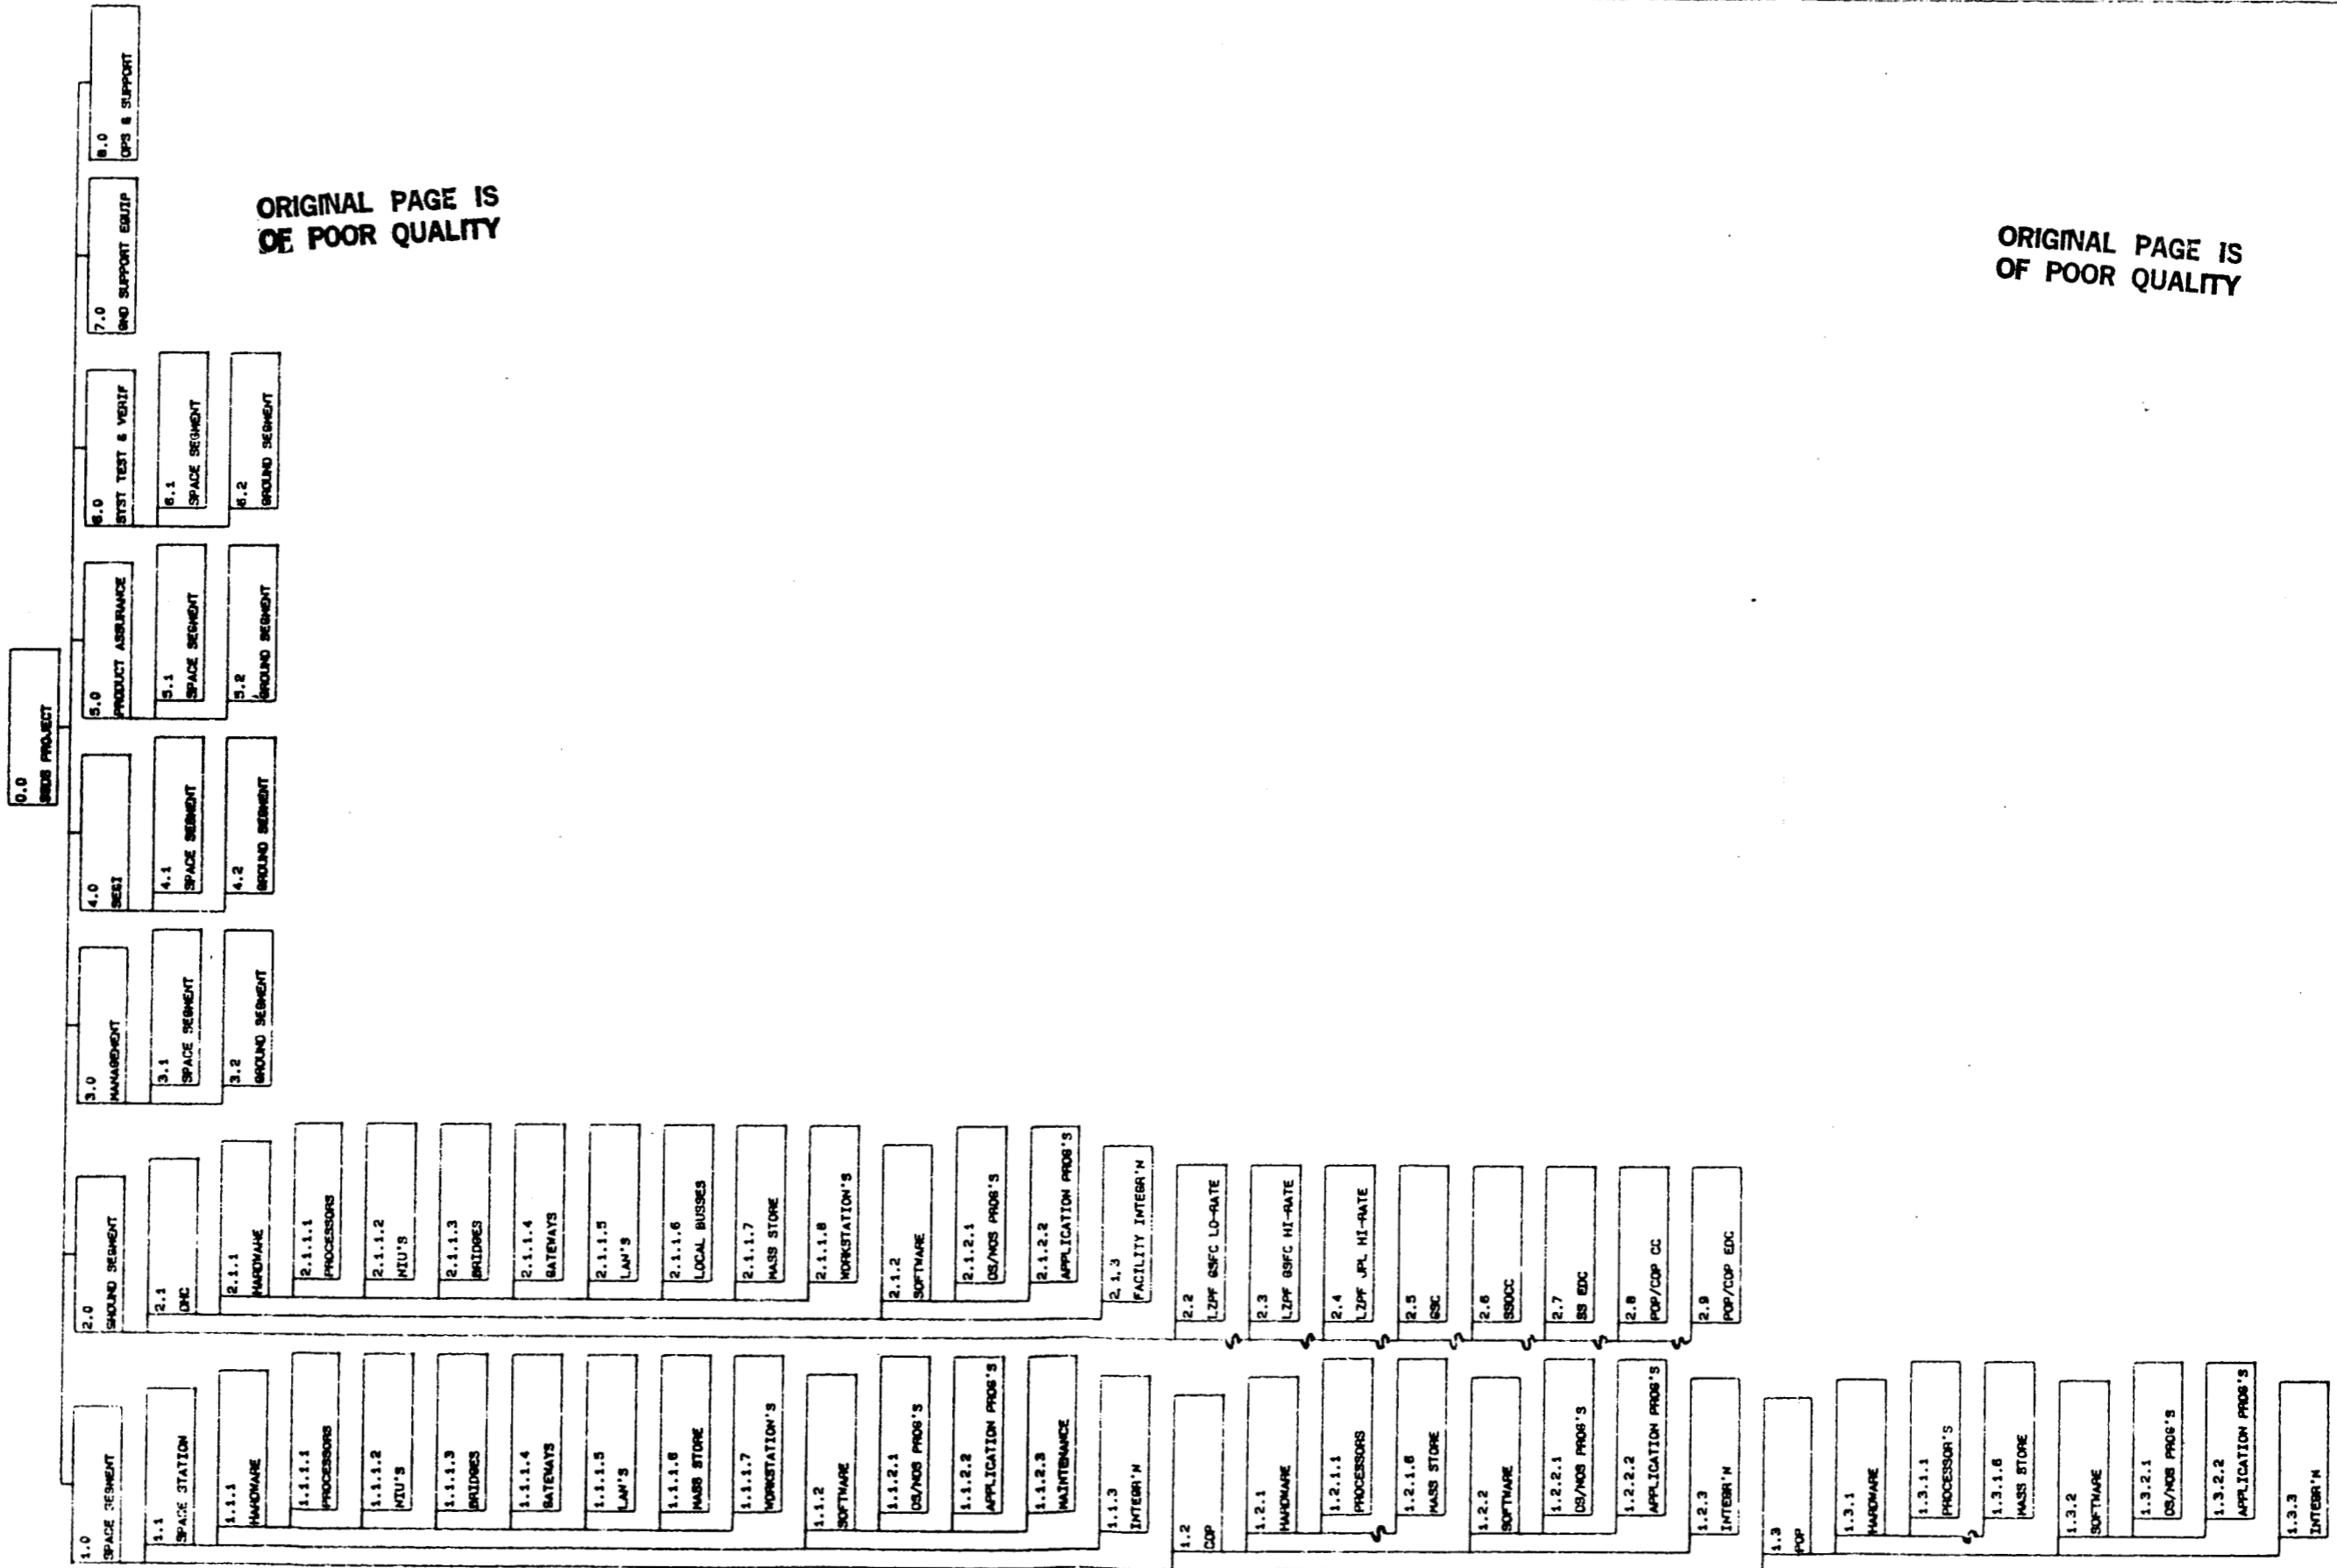 0.0
SSDS PROJECT
1.0
SPACE SEGMENT
1.1
SPACE STATION
1.1.1
HARDWARE
1.1.1.1
PROCESSORS
1.1.1.2
NIU'S
1.1.1.3
BRIDGES
1.1.1.4
GATEWAYS
1.1.1.5
LAN'S
1.1.1.6
MASS STORE
1.1.1.7
WORKSTATION'S
1.1.2
SOFTWARE
1.1.2.1
OS/NOS PROG'S
1.1.2.2
APPLICATION PROG'S
1.1.2.3
MAINTENANCE
1.1.3
INTEGR'N
1.2
COP
1.2.1
HARDWARE
1.2.1.1
PROCESSORS
1.2.1.6
MASS STORE
1.2.2
SOFTWARE
1.2.2.1
OS/NOS PROG'S
1.2.2.2
APPLICATION PROG'S
1.2.3
INTEGR'N
1.3
POP
1.3.1
HARDWARE
1.3.1.1
PROCESSOR'S
1.3.1.6
MASS STORE
1.3.2
SOFTWARE
1.3.2.1
OS/NOS PROG'S
1.3.2.2
APPLICATION PROG'S
1.3.3
INTEGR'N
2.0
GROUND SEGMENT
2.1
DHC
2.1.1
HARDWARE
2.1.1.1
PROCESSORS
2.1.1.2
NIU'S
2.1.1.3
BRIDGES
2.1.1.4
GATEWAYS
2.1.1.5
LAN'S
2.1.1.6
LOCAL BUSSES
2.1.1.7
MASS STORE
2.1.1.8
WORKSTATION'S
2.1.2
SOFTWARE
2.1.2.1
OS/NOS PROG'S
2.1.2.2
APPLICATION PROG'S
2.1.3
FACILITY INTEGR'N
2.2
LZPF GSFC LO-RATE
2.3
LZPF GSFC HI-RATE
2.4
LZPF JPL HI-RATE
2.5
GSC
2.6
SSOCC
2.7
SS EDC
2.8
POP/COP CC
2.9
POP/COP EDC
3.0
MANAGEMENT
3.1
SPACE SEGMENT
3.2
GROUND SEGMENT
4.0
SE&I
4.1
SPACE SEGMENT
4.2
GROUND SEGMENT
5.0
PRODUCT ASSURANCE
5.1
SPACE SEGMENT
5.2
GROUND SEGMENT
6.0
SYST TEST & VERIF
6.1
SPACE SEGMENT
6.2
GROUND SEGMENT
7.0
GND SUPPORT EQUIP
8.0
OPS & SUPPORT
ORIGINAL PAGE IS
OF POOR QUALITY
ORIGINAL PAGE IS
OF POOR QUALITY